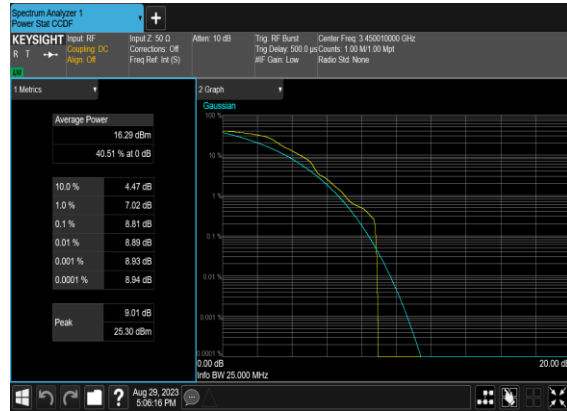 Spectrum Analyzer 1
Power Stat CCDF
KEYSIGHT
R T
Input: RF
Coupling: DC
Align: Off
Input Z: 50 Ω
Corrections: Off
Freq Ref: Int (S)
Atten: 10 dB
Trig: RF Burst
Trig Delay: 500.0 µs
#IF Gain: Low
Center Freq: 3.450010000 GHz
Counts: 1.00 M/1.00 Mpt
Radio Std: None
1 Metrics
Average Power
16.29 dBm
40.51 % at 0 dB
10.0 % 4.47 dB
1.0 % 7.02 dB
0.1 % 8.81 dB
0.01 % 8.89 dB
0.001 % 8.93 dB
0.0001 % 8.94 dB
Peak
9.01 dB
25.30 dBm
2 Graph
Gaussian
100 %
10 %
1 %
0.1 %
0.01 %
0.001 %
0.0001 %
0.00 dB
20.00 dB
Info BW 25.000 MHz
Aug 29, 2023
5:06:16 PM